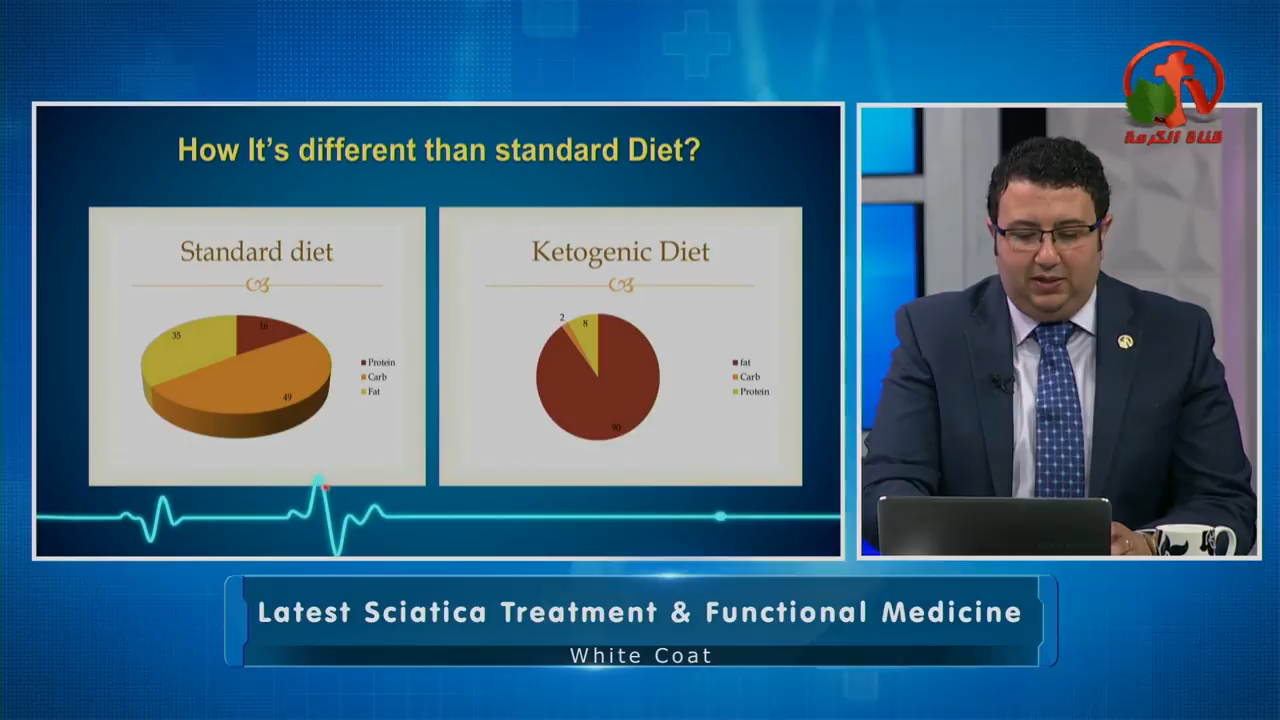 How It's different than standard Diet?
Standard diet
35
16
49
Protein
Carb
Fat
Ketogenic Diet
2
8
90
fat
Carb
Protein
tv
قناة الكرمة
Latest Sciatica Treatment & Functional Medicine
White Coat